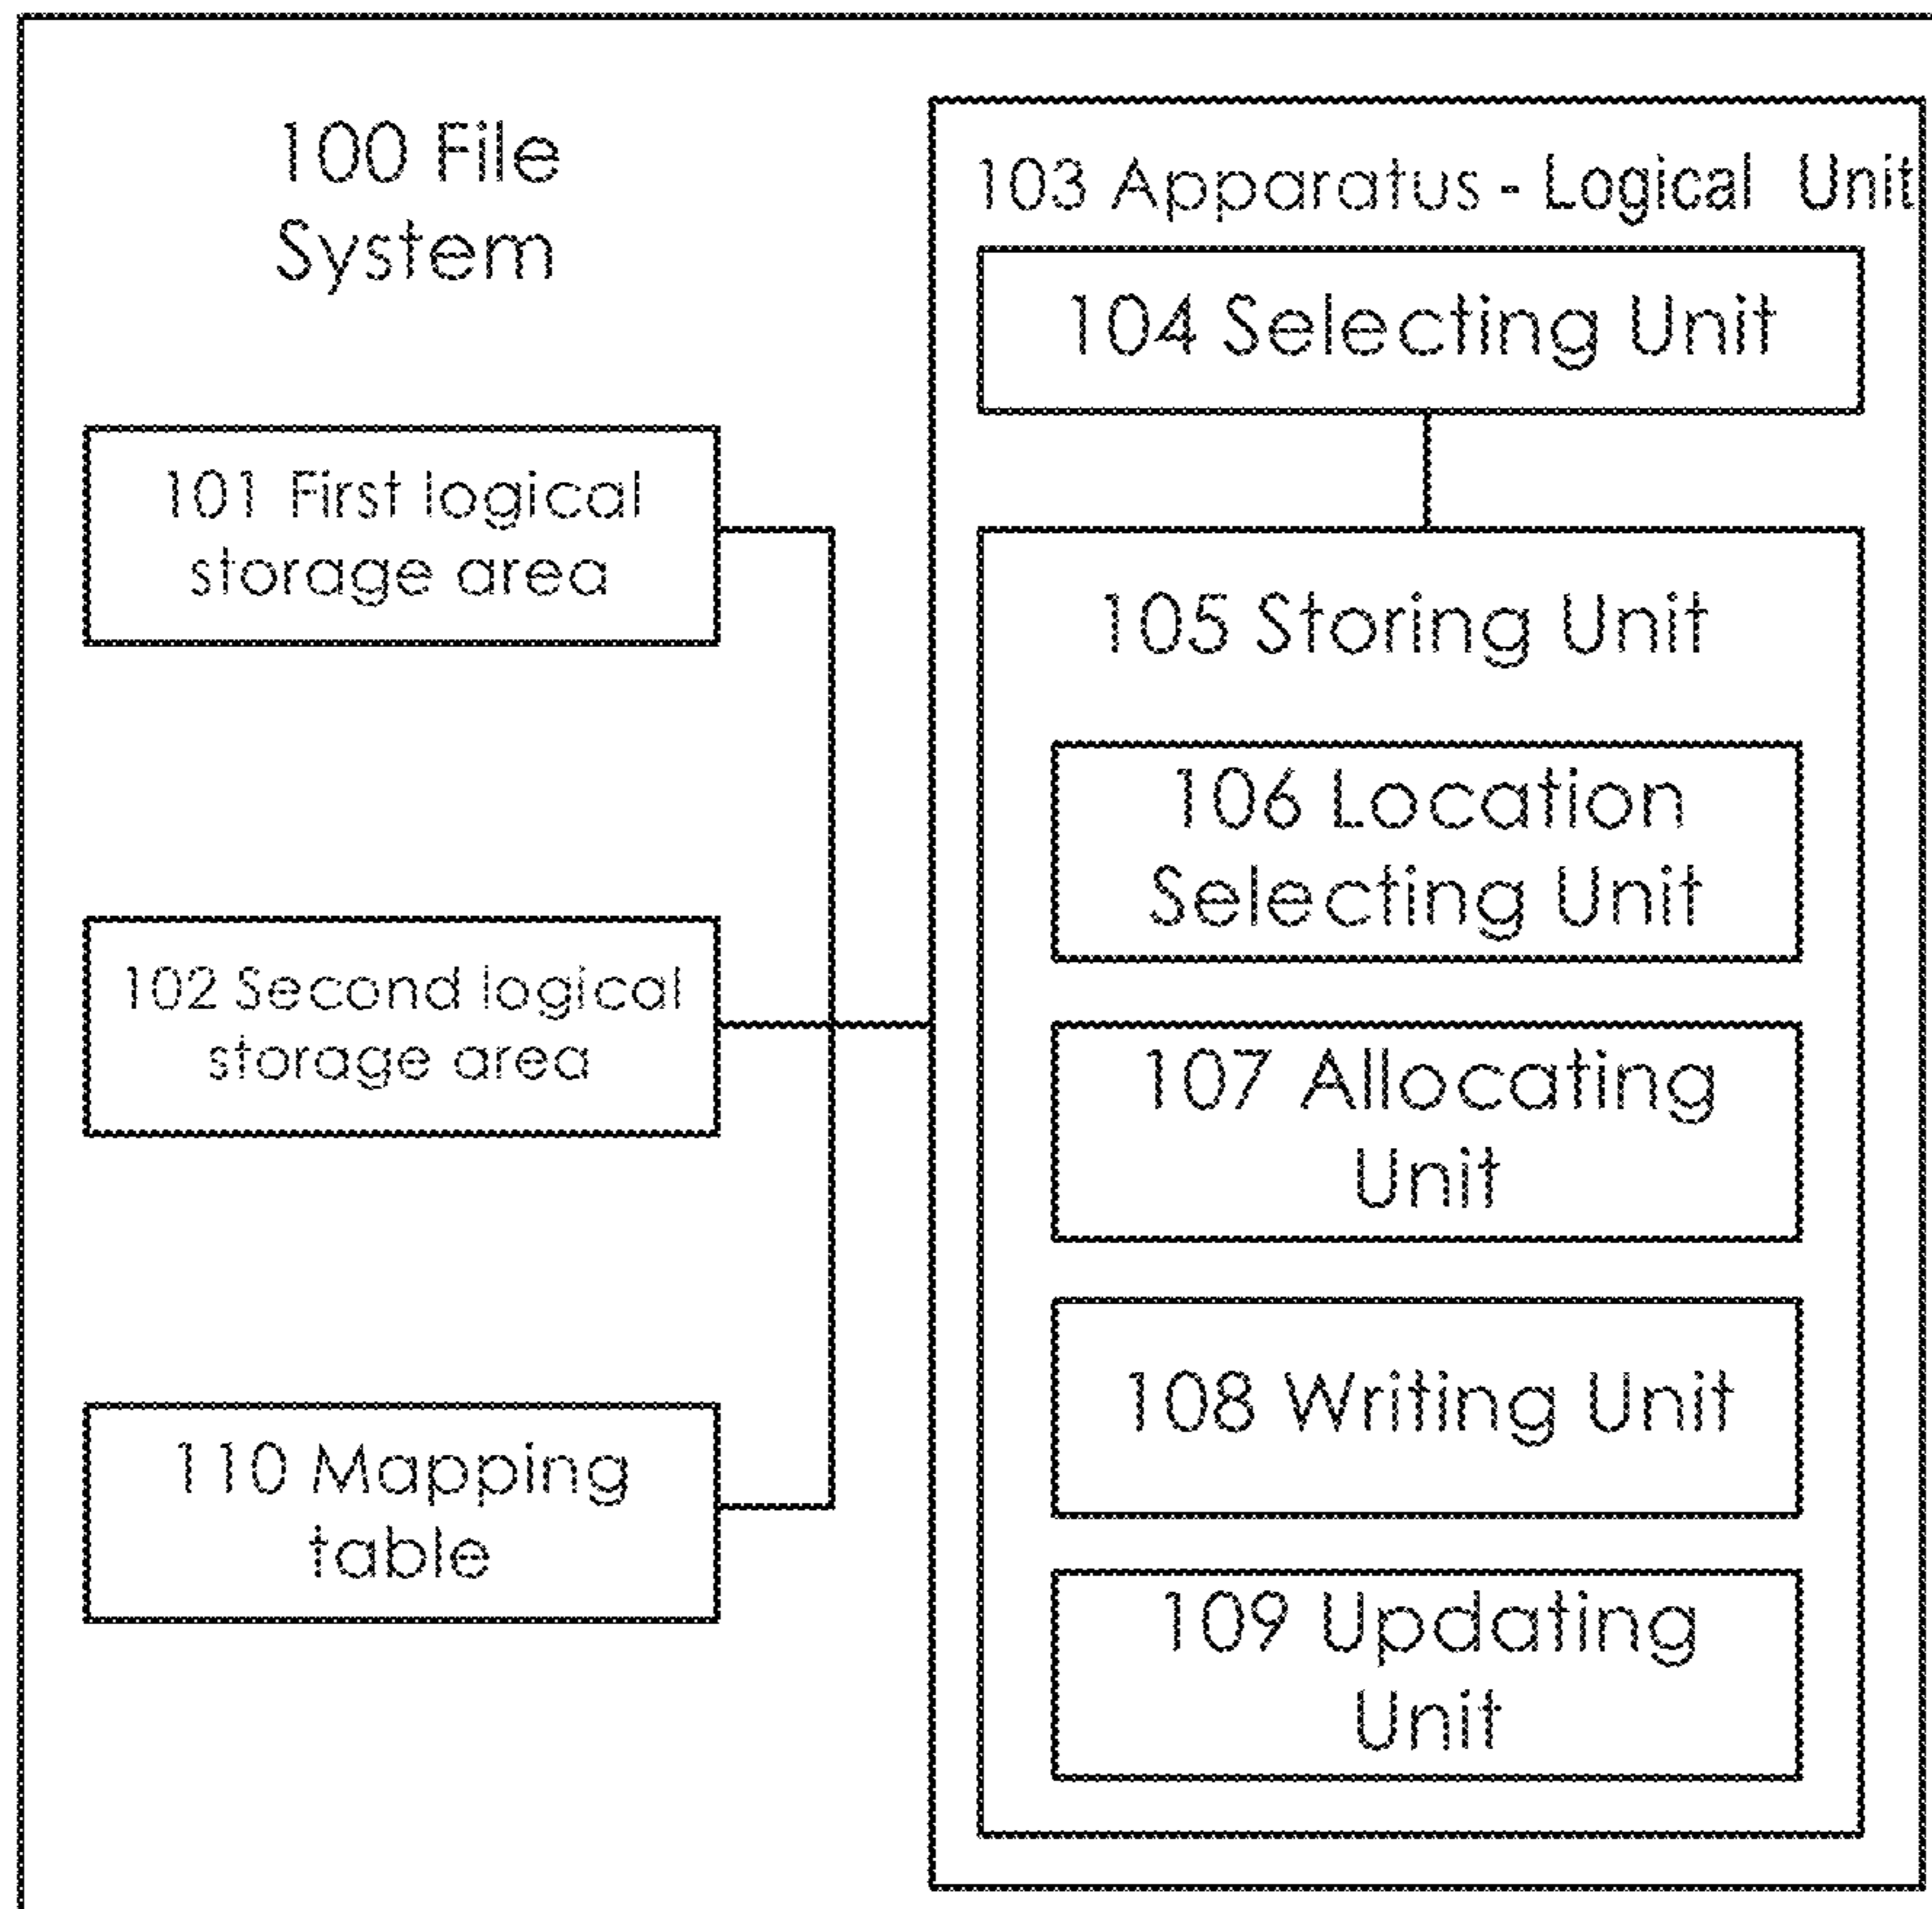 100 File
System
101 First logical
storage area
102 Second logical
storage area
110 Mapping
table
103 Apparatus - Logical Unit
104 Selecting Unit
105 Storing Unit
106 Location
Selecting Unit
107 Allocating
Unit
108 Writing Unit
109 Updating
Unit